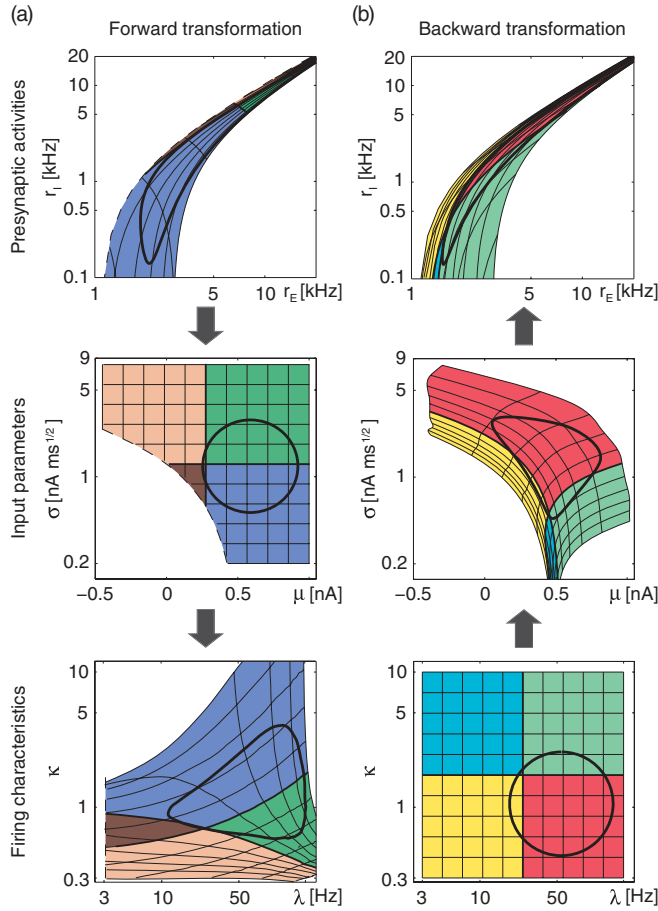 (a)
Forward transformation
(b)
Backward transformation
Presynaptic activities
r_I [kHz]
20
10
5
1
0.5
0.1
1
5
10
r_E [kHz]
r_I [kHz]
20
10
5
1
0.5
0.1
1
5
10
r_E [kHz]
Input parameters
σ [nA ms^1/2]
9
5
1
0.2
−0.5
0
0.5
μ [nA]
σ [nA ms^1/2]
9
5
1
0.2
−0.5
0
0.5
μ [nA]
Firing characteristics
κ
10
5
1
0.3
3
10
50
λ [Hz]
κ
10
5
1
0.3
3
10
50
λ [Hz]